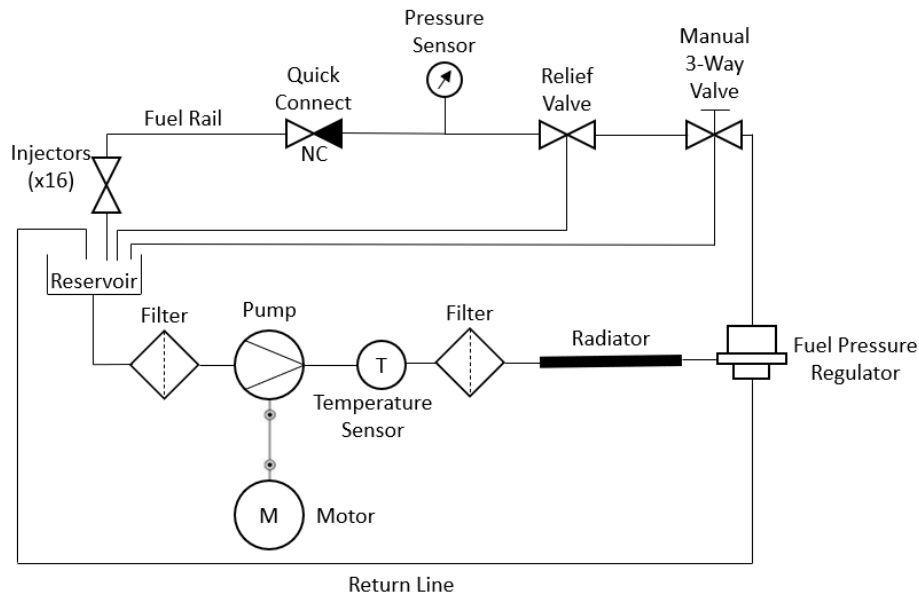 Pressure
Sensor
Manual
3-Way
Valve
Quick
Connect
Relief
Valve
Fuel Rail
NC
Injectors
(x16)
Reservoir
Filter
Pump
Filter
Radiator
Fuel Pressure
Regulator
T
Temperature
Sensor
M
Motor
Return Line